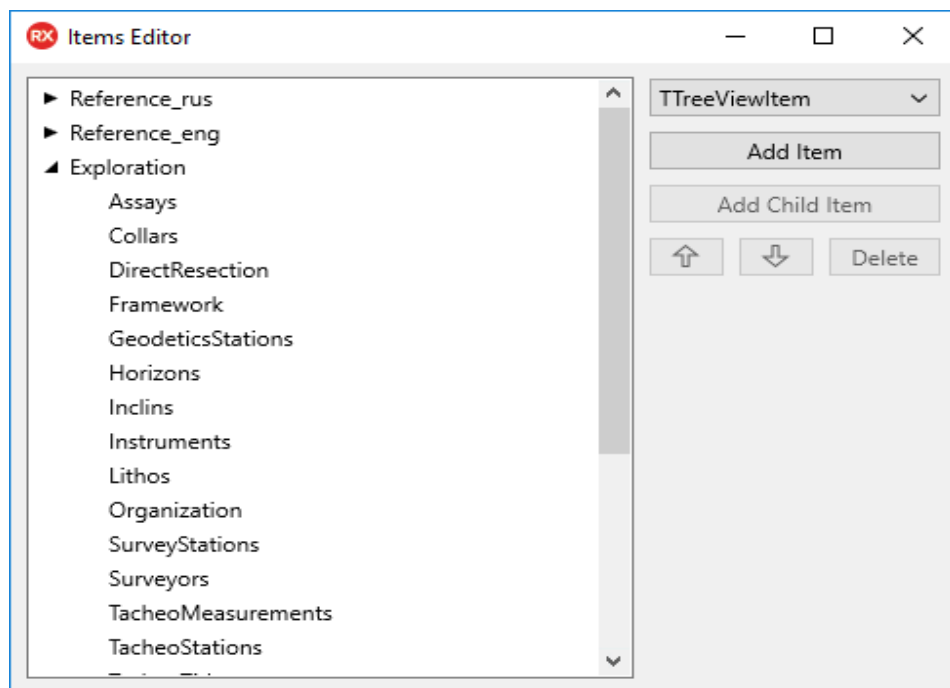 RX Items Editor
Reference_rus
Reference_eng
Exploration
Assays
Collars
DirectResection
Framework
GeodeticsStations
Horizons
Inclins
Instruments
Lithos
Organization
SurveyStations
Surveyors
TacheoMeasurements
TacheoStations
TTreeViewItem
Add Item
Add Child Item
Delete